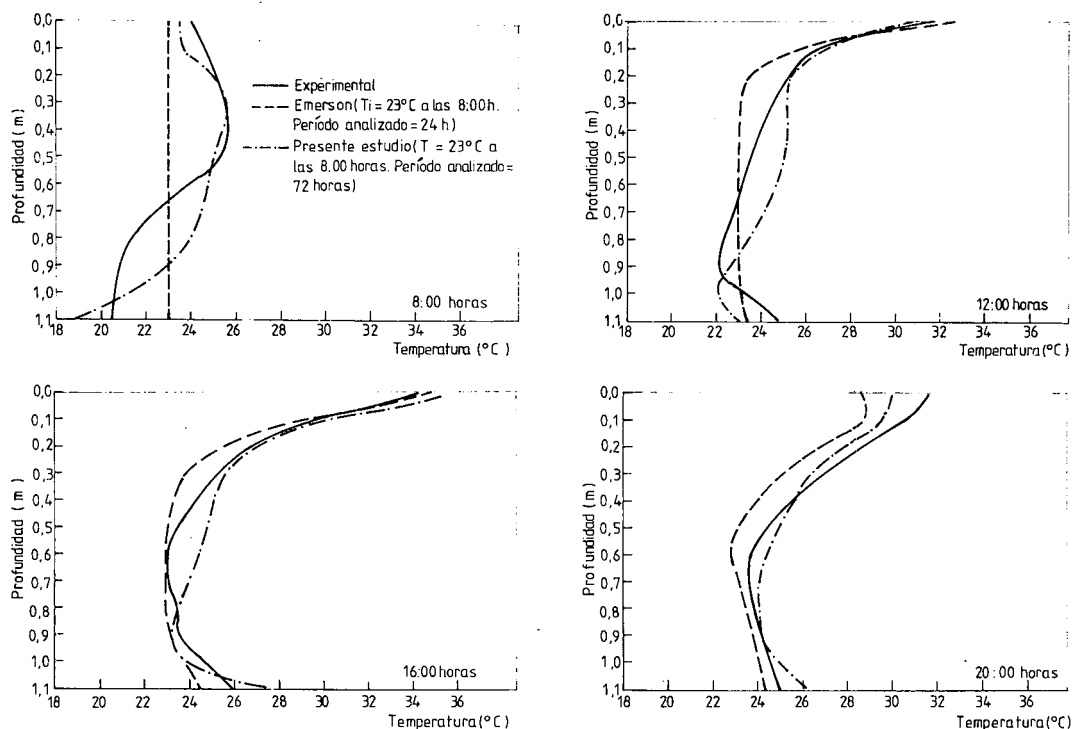 0,0
0,1
0,2
0,3
0,4
0,5
0,6
0,7
0,8
0,9
1,0
1,1
Profundidad (m)
Experimental
Emerson (Ti = 23°C a las 8:00h.
Período analizado = 24 h)
Presente estudio (T = 23°C a
las 8.00 horas. Período analizado =
72 horas)
8:00 horas
18 20 22 24 26 28 30 32 34 36
Temperatura (°C)
0,0
0,1
0,2
0,3
0,4
0,5
0,6
0,7
0,8
0,9
1,0
1,1
Profundidad (m)
12:00 horas
18 20 22 24 26 28 30 32 34 36
Temperatura (°C)
0,0
0,1
0,2
0,3
0,4
0,5
0,6
0,7
0,8
0,9
1,0
1,1
Profundidad (m)
16:00 horas
18 20 22 24 26 28 30 32 34 36
Temperatura (°C)
0,0
0,1
0,2
0,3
0,4
0,5
0,6
0,7
0,8
0,9
1,0
1,1
Profundidad (m)
20:00 horas
18 20 22 24 26 28 30 32 34 36
Temperatura (°C)